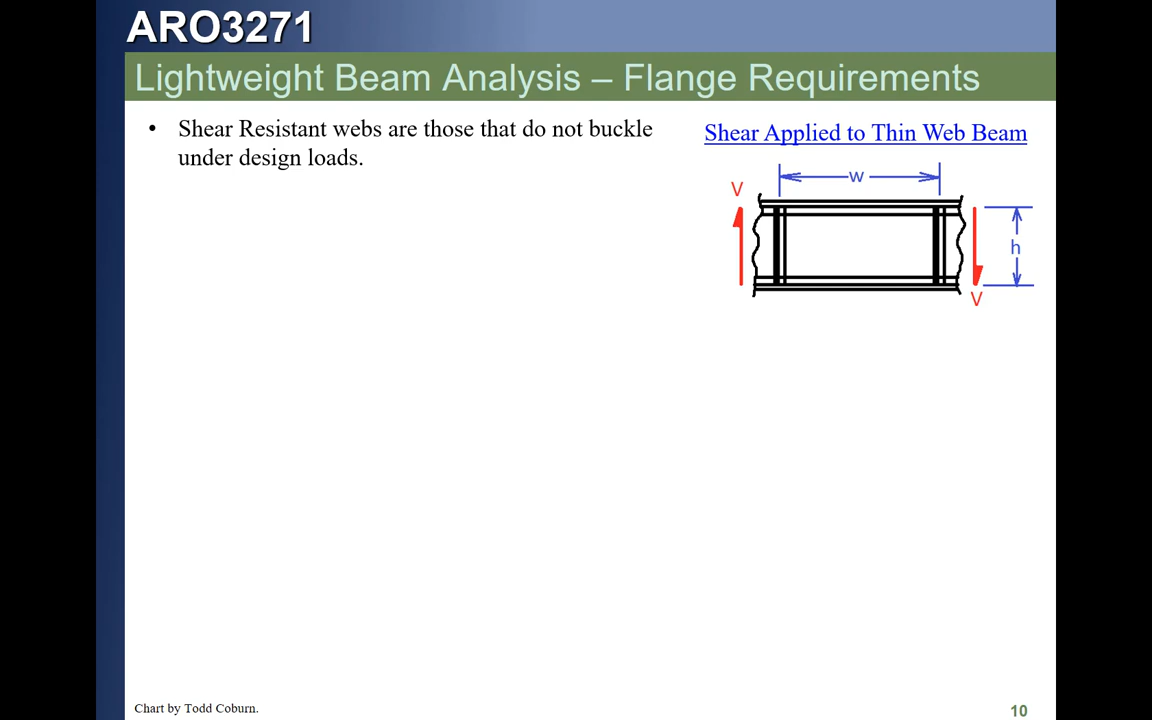 ARO3271
Lightweight Beam Analysis – Flange Requirements
• Shear Resistant webs are those that do not buckle
under design loads.
Shear Applied to Thin Web Beam
w
V
h
V
Chart by Todd Coburn.
10